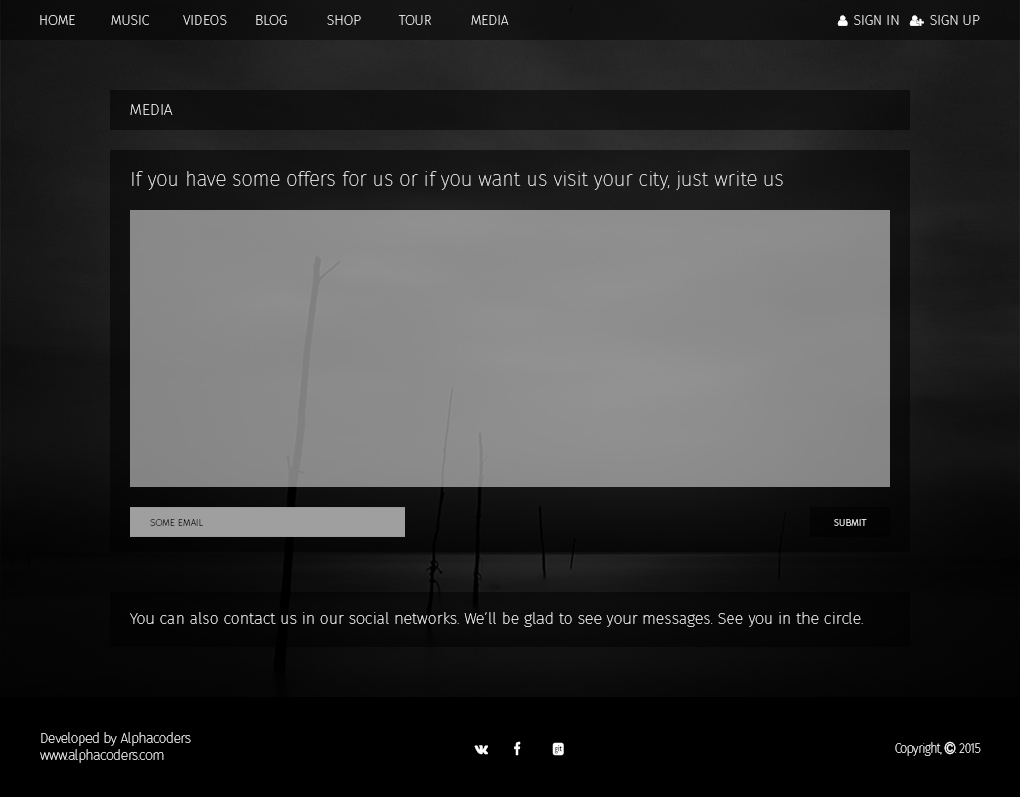 HOME MUSIC VIDEOS BLOG SHOP TOUR MEDIA SIGN IN SIGN UP
MEDIA
If you have some offers for us or if you want us visit your city, just write us
SOME EMAIL
SUBMIT
You can also contact us in our social networks. We'll be glad to see your messages. See you in the circle.
Developed by Alphacoders
www.alphacoders.com
git
Copyright, © 2015